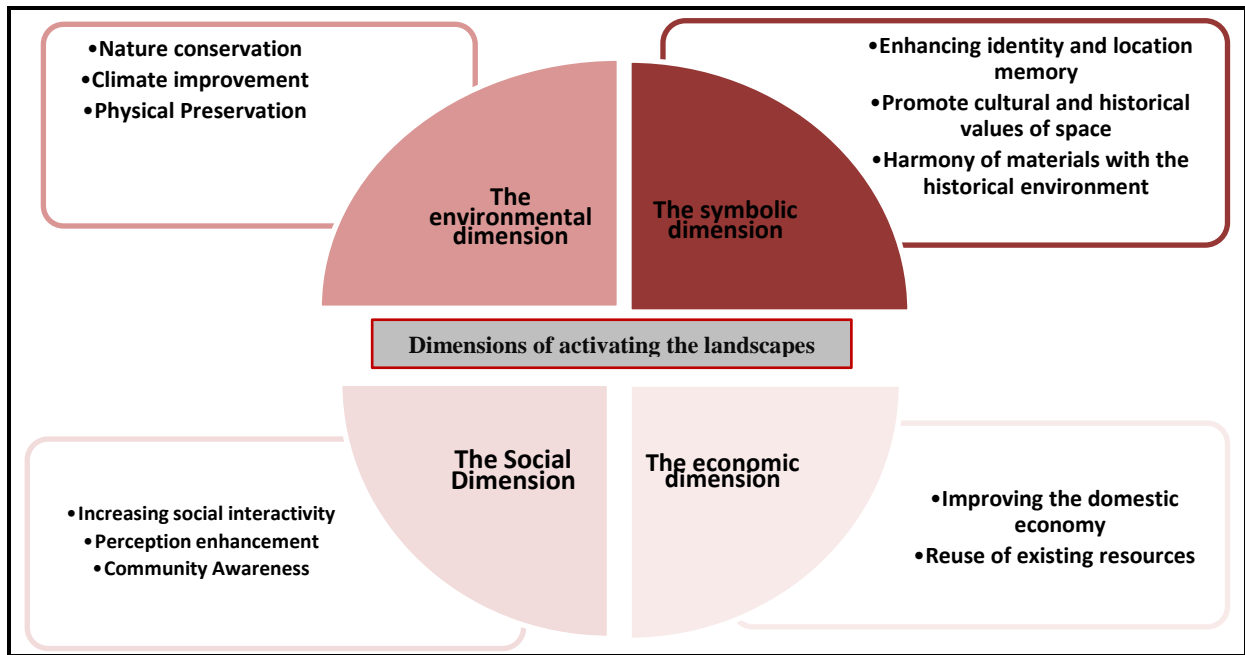 •Nature conservation
•Climate improvement
•Physical Preservation
•Enhancing identity and location
memory
•Promote cultural and historical
values of space
•Harmony of materials with the
historical environment
The
environmental
dimension
The symbolic
dimension
Dimensions of activating the landscapes
The Social
Dimension
The economic
dimension
•Increasing social interactivity
•Perception enhancement
•Community Awareness
•Improving the domestic
economy
•Reuse of existing resources